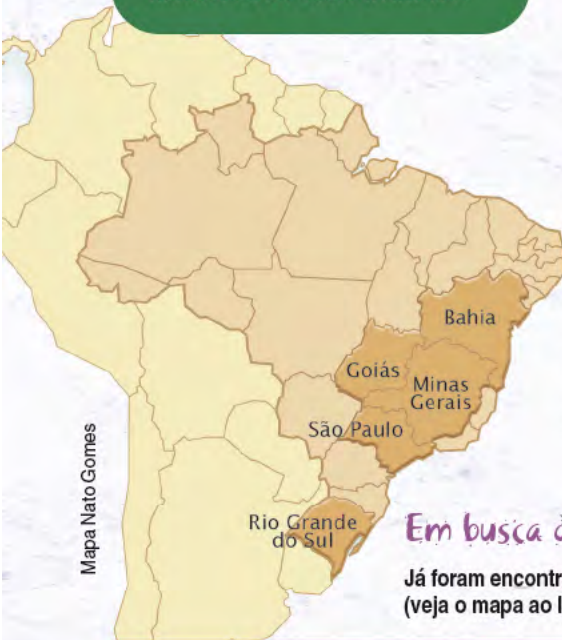 Bahia
Goiás
Minas
Gerais
São Paulo
Rio Grande
do Sul
Mapa Nato Gomes
Em busca
Já foram encontr
(veja o mapa ao l